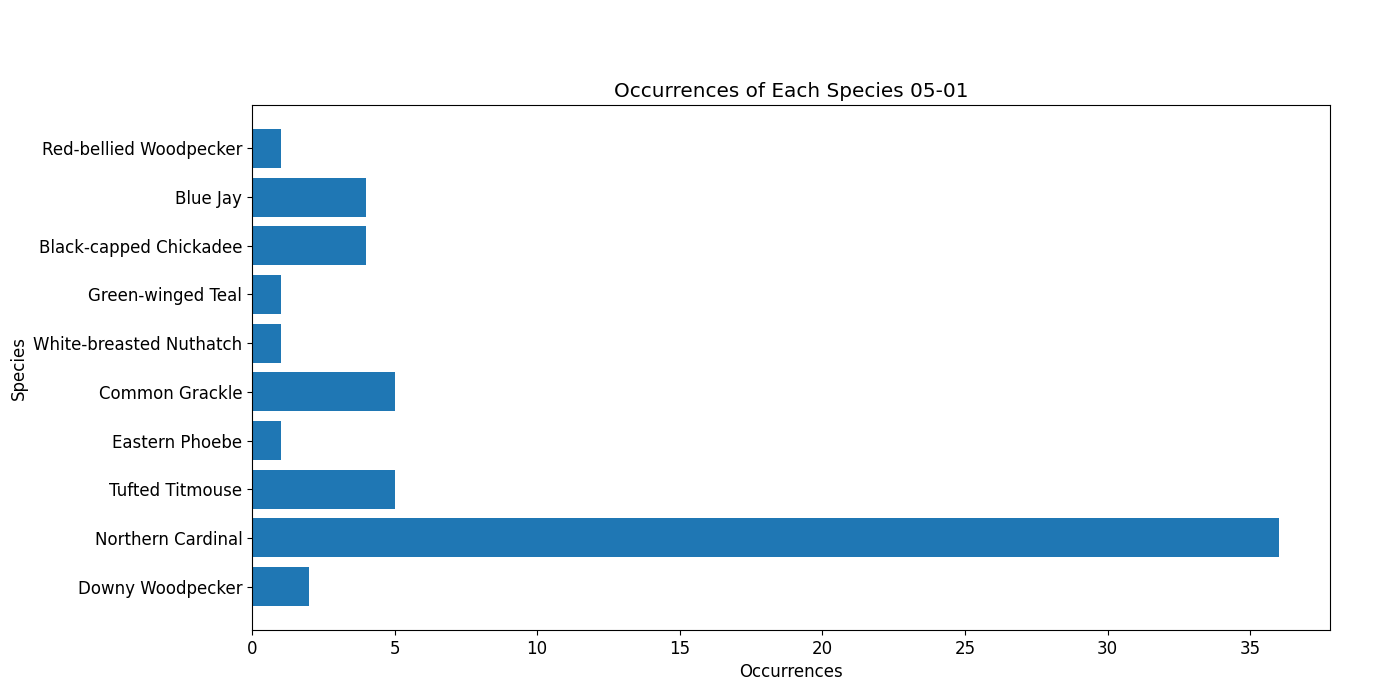 Occurrences of Each Species 05-01
Red-bellied Woodpecker
Blue Jay
Black-capped Chickadee
Green-winged Teal
White-breasted Nuthatch
Common Grackle
Eastern Phoebe
Tufted Titmouse
Northern Cardinal
Downy Woodpecker
Species
0 5 10 15 20 25 30 35
Occurrences